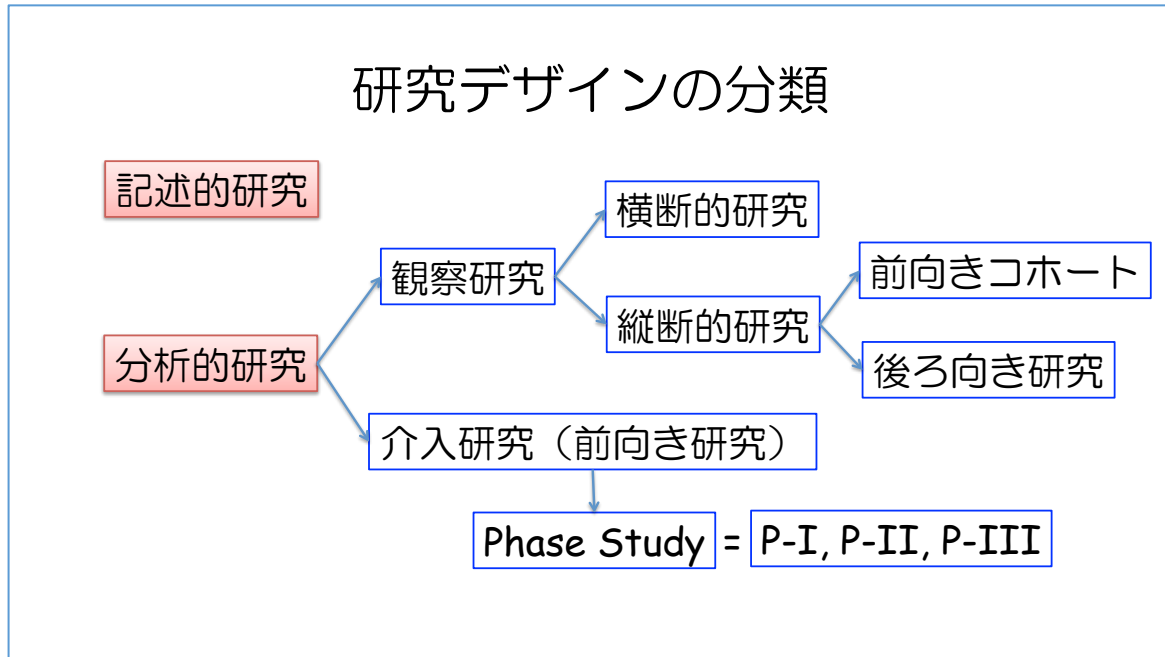 研究デザインの分類
記述的研究
横断的研究
観察研究
前向きコホート
縦断的研究
分析的研究
後ろ向き研究
介入研究（前向き研究）
Phase Study = P-I, P-II, P-III